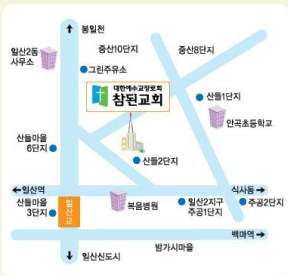 봉일천
중산10단지
중산8단지
일산2동
사무소
그린주유소
대한예수교장로회
참된교회
산들1단지
안곡초등학교
산들마을
6단지
산들2단지
←일산역
식사동→
산들마을
3단지
일산교
복음병원
일산2지구
주공1단지
주공2단지
백마역→
밤가시마을
일산신도시